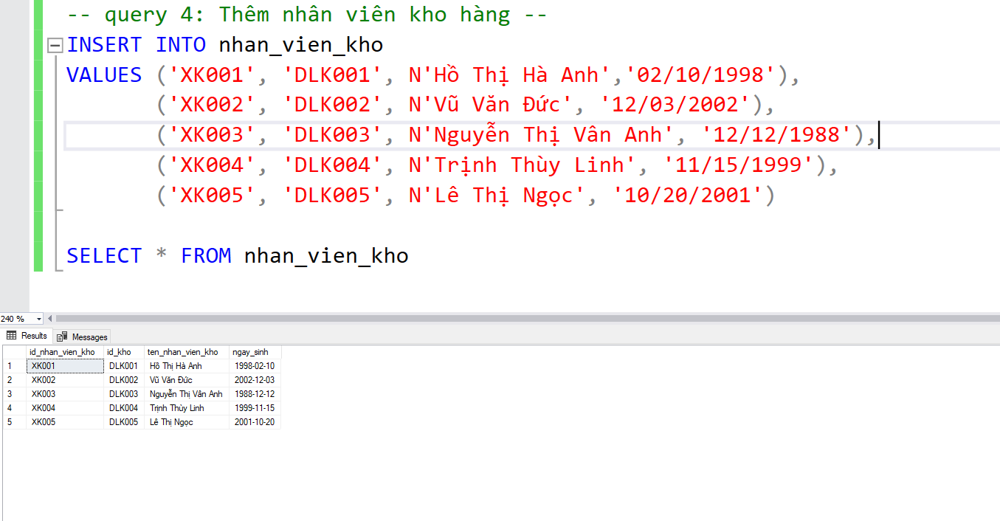 -- query 4: Thêm nhân viên kho hàng --
INSERT INTO nhan_vien_kho
VALUES ('XK001', 'DLK001', N'Hồ Thị Hà Anh','02/10/1998'),
('XK002', 'DLK002', N'Vũ Văn Đức', '12/03/2002'),
('XK003', 'DLK003', N'Nguyễn Thị Vân Anh', '12/12/1988'),
('XK004', 'DLK004', N'Trịnh Thùy Linh', '11/15/1999'),
('XK005', 'DLK005', N'Lê Thị Ngọc', '10/20/2001')
SELECT * FROM nhan_vien_kho
240 %
Results Messages
id_nhan_vien_kho id_kho ten_nhan_vien_kho ngay_sinh
1 XK001 DLK001 Hồ Thị Hà Anh 1998-02-10
2 XK002 DLK002 Vũ Văn Đức 2002-12-03
3 XK003 DLK003 Nguyễn Thị Vân Anh 1988-12-12
4 XK004 DLK004 Trịnh Thùy Linh 1999-11-15
5 XK005 DLK005 Lê Thị Ngọc 2001-10-20